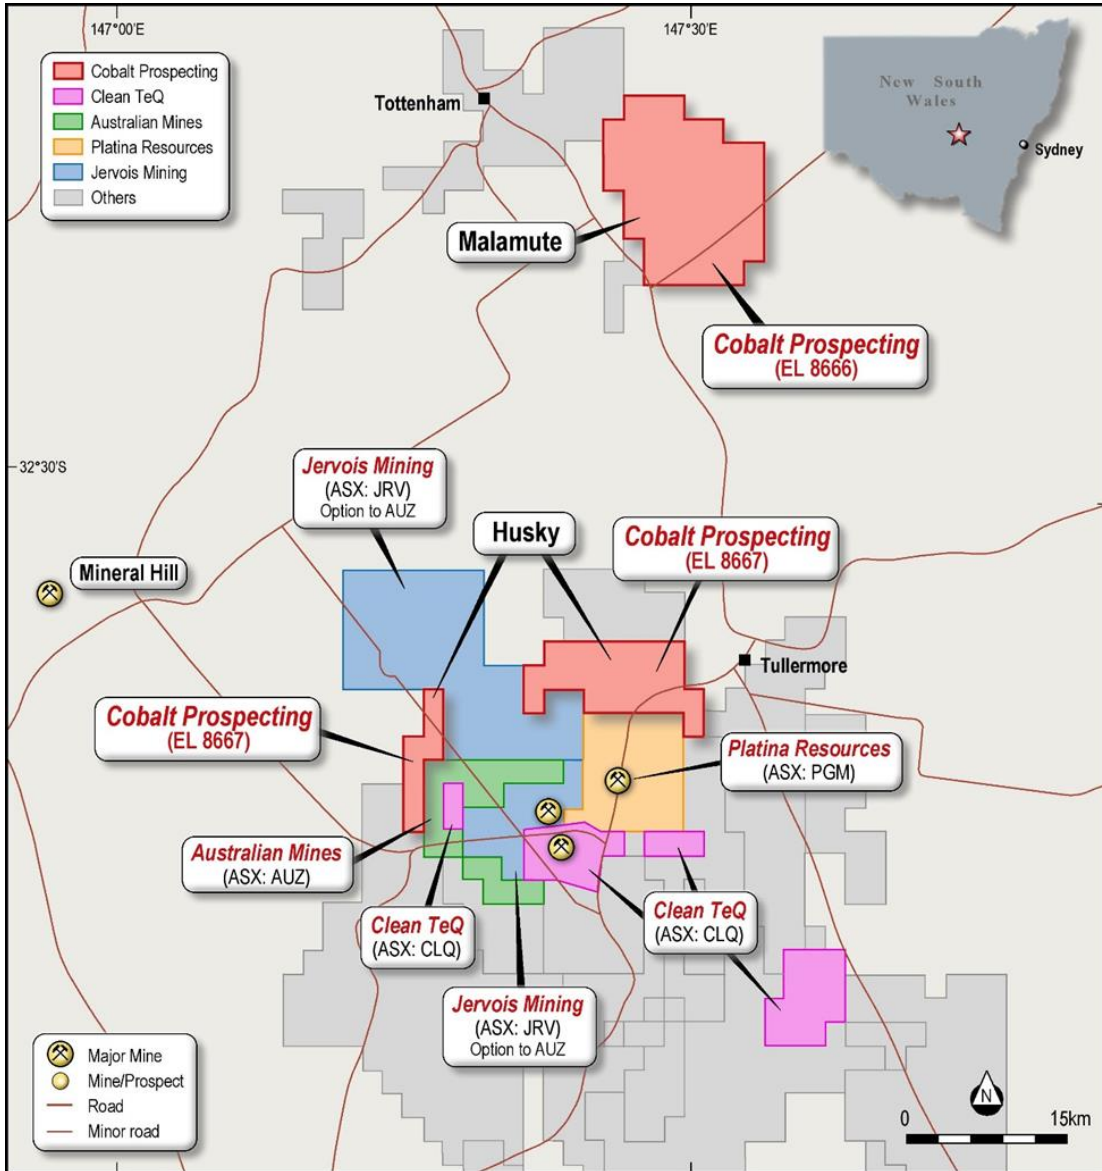 147°00'E
147°30'E
Cobalt Prospecting
Clean TeQ
Australian Mines
Platina Resources
Jervois Mining
Others
New South
Wales
Sydney
Tottenham
Malamute
Cobalt Prospecting
(EL 8666)
32°30'S
Jervois Mining
(ASX: JRV)
Option to AUZ
Husky
Cobalt Prospecting
(EL 8667)
Mineral Hill
Tullermore
Cobalt Prospecting
(EL 8667)
Platina Resources
(ASX: PGM)
Australian Mines
(ASX: AUZ)
Clean TeQ
(ASX: CLQ)
Clean TeQ
(ASX: CLQ)
Jervois Mining
(ASX: JRV)
Option to AUZ
Major Mine
Mine/Prospect
Road
Minor road
N
0
15km